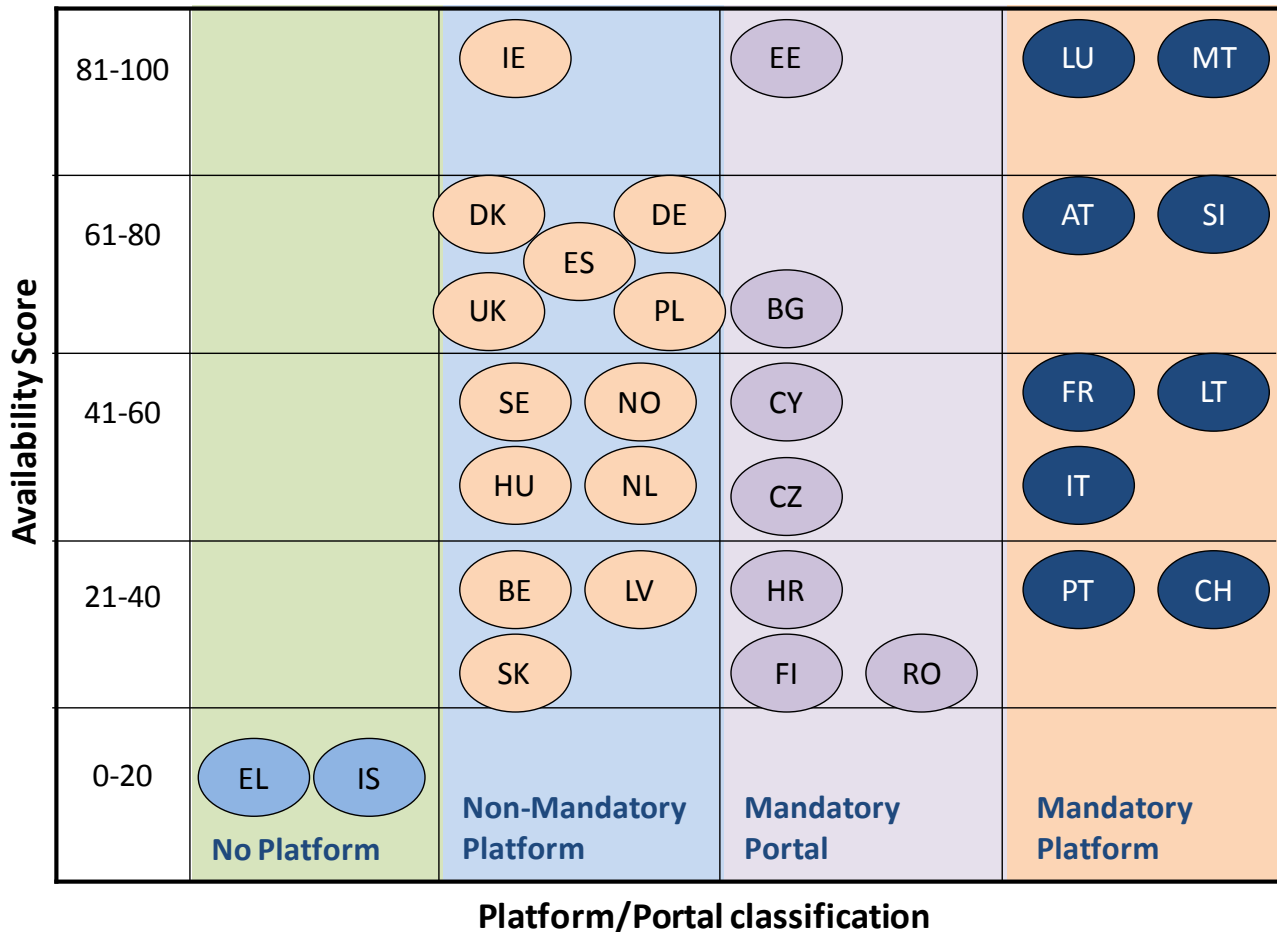 Availability Score
81-100
IE
EE
LU
MT
61-80
DK
DE
ES
UK
PL
BG
AT
SI
41-60
SE
NO
HU
NL
CY
CZ
FR
LT
IT
21-40
BE
LV
SK
HR
FI
RO
PT
CH
0-20
EL
IS
No Platform
Non-Mandatory
Platform
Mandatory
Portal
Mandatory
Platform
Platform/Portal classification